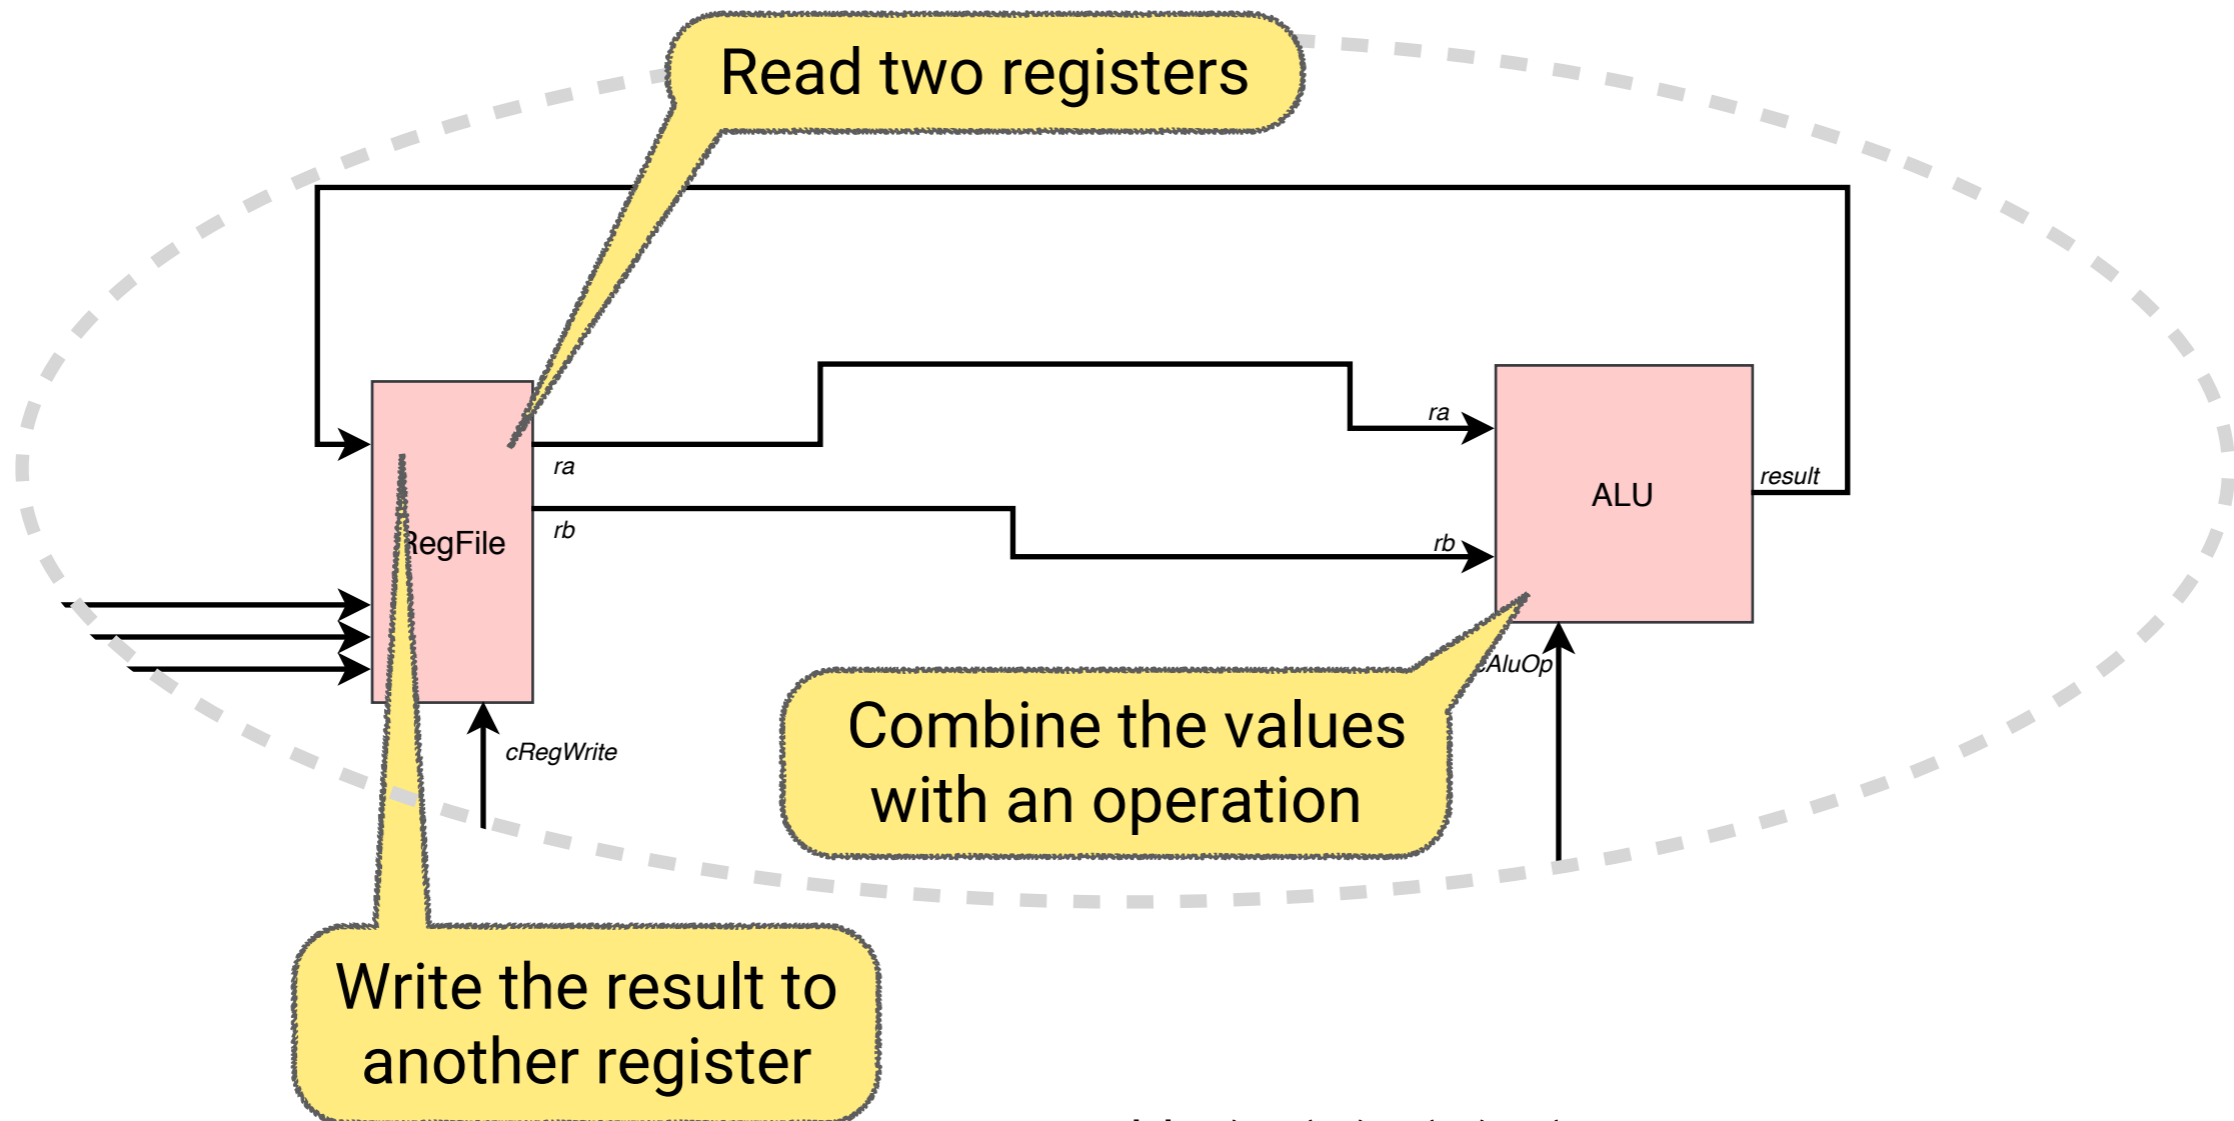 Read two registers
ra
ra
rb
rb
result
ALU
RegFile
cAluOp
cRegWrite
Combine the values
with an operation
Write the result to
another register